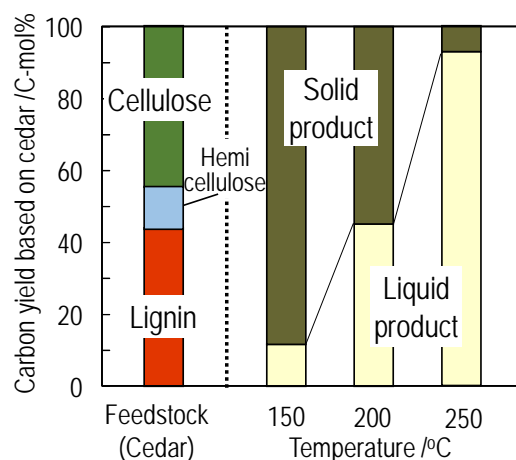 Carbon yield based on cedar /C-mol%
100
80
60
40
20
0
Cellulose
Hemi
cellulose
Lignin
Solid
product
Liquid
product
Feedstock
(Cedar)
150
200
250
Temperature /ºC